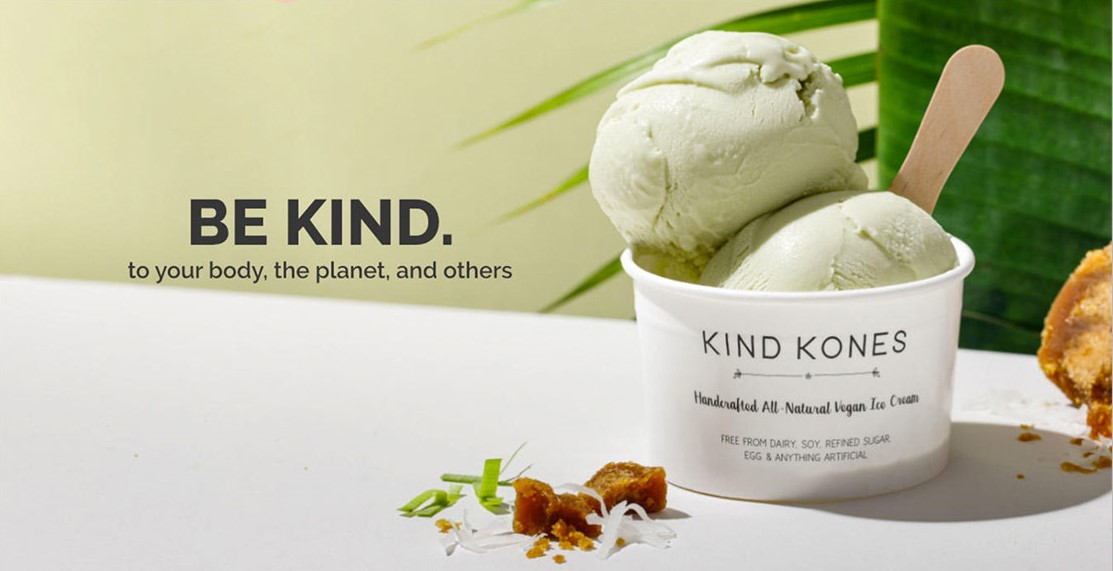 BE KIND.
to your body, the planet, and others
KIND KONES
Handcrafted All-Natural Vegan Ice Cream
FREE FROM DAIRY, SOY, REFINED SUGAR,
EGG & ANYTHING ARTIFICIAL